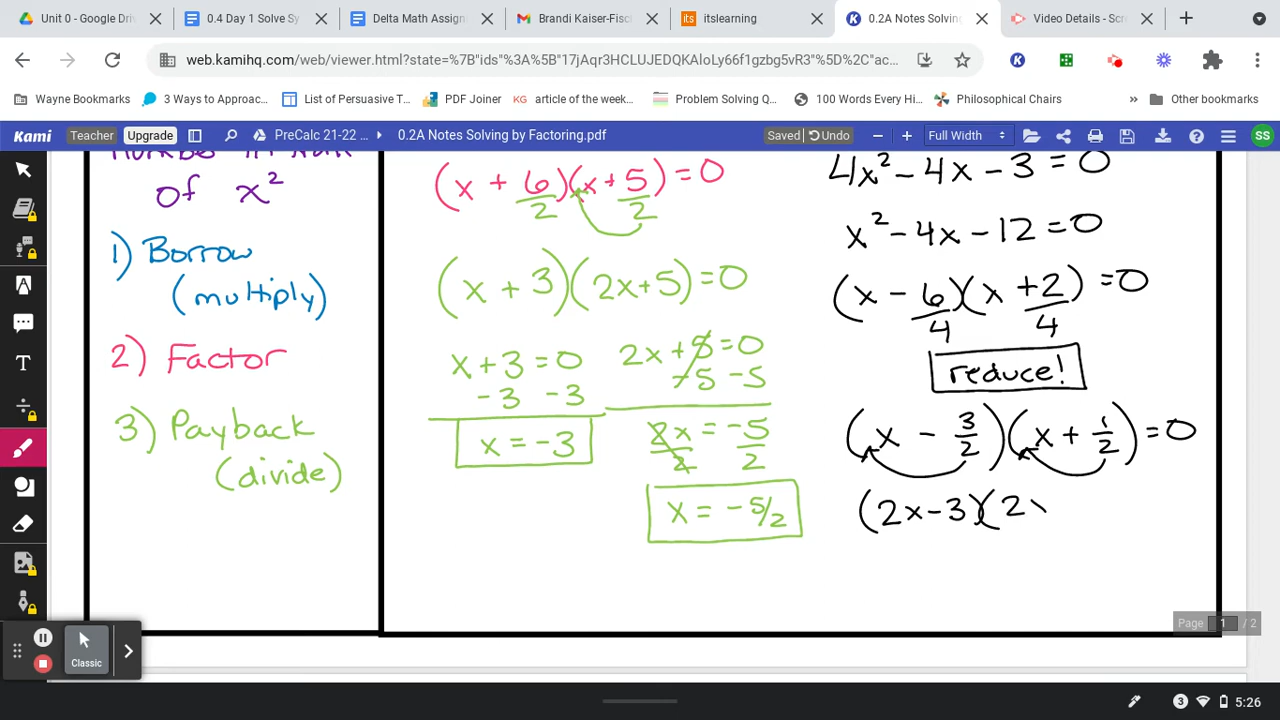 Unit 0 - Google Dri
0.4 Day 1 Solve Sy
Delta Math Assign
Brandi Kaiser-Fisc
itslearning
0.2A Notes Solving
Video Details - Scr
web.kamihq.com/web/viewer.html?state=%7B"ids"%3A%5B"17jAqr3HCLUJEDQKAloLy66f1gzbg5vR3"%5D%2C"ac...
Wayne Bookmarks
3 Ways to Approac...
List of Persuasive T...
PDF Joiner
KG article of the week...
Problem Solving Q...
100 Words Every Hi...
Philosophical Chairs
Other bookmarks
Kami
Teacher
Upgrade
PreCalc 21-22 ...
0.2A Notes Solving by Factoring.pdf
Saved
Undo
Full Width
SS
of x²
1) Borrow
(multiply)
2) Factor
3) Payback
(divide)
(x + 6/2)(x + 5/2) = 0
(x + 3)(2x+5) = 0
x + 3 = 0
-3 -3
x = -3
2x + 5 = 0
-5 -5
2x/2 = -5/2
x = -5/2
4x² - 4x - 3 = 0
x² - 4x - 12 = 0
(x - 6/4)(x + 2/4) = 0
reduce!
(x - 3/2)(x + 1/2) = 0
(2x-3)(2
Page 1 / 2
Classic
3
5:26